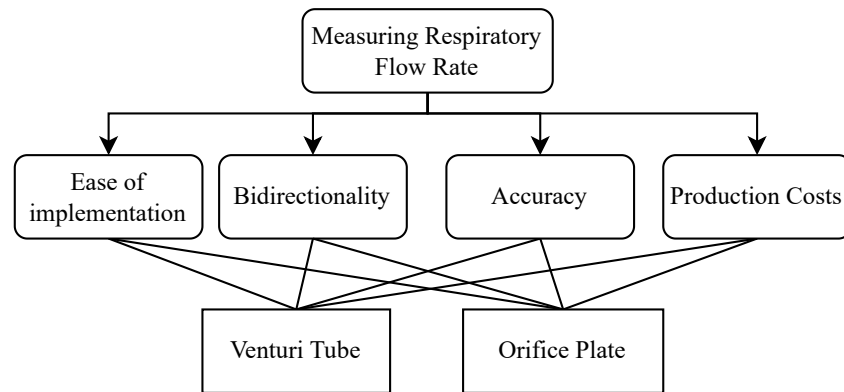 Measuring Respiratory
Flow Rate
Ease of
implementation
Bidirectionality
Accuracy
Production Costs
Venturi Tube
Orifice Plate